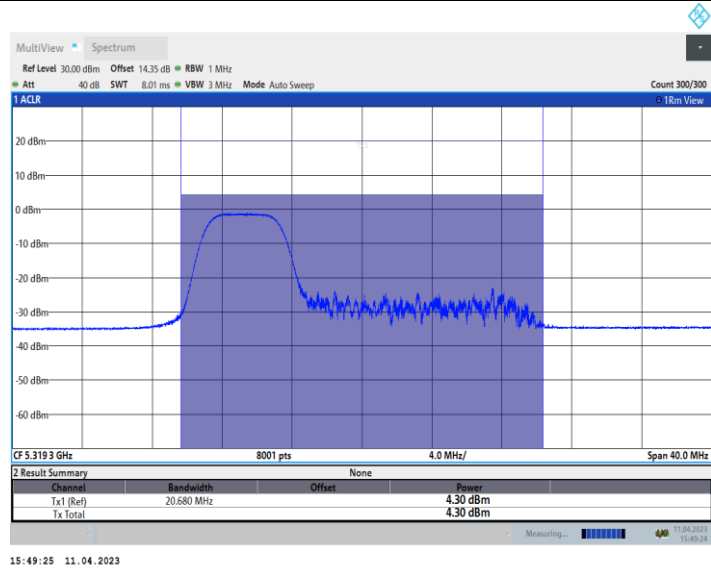 R&S
MultiView Spectrum
Ref Level 30.00 dBm Offset 14.35 dB RBW 1 MHz
Att 40 dB SWT 8.01 ms VBW 3 MHz Mode Auto Sweep Count 300/300
1 ACLR 1Rm View
20 dBm
10 dBm
0 dBm
-10 dBm
-20 dBm
-30 dBm
-40 dBm
-50 dBm
-60 dBm
CF 5.319 3 GHz 8001 pts 4.0 MHz/ Span 40.0 MHz
2 Result Summary None
Channel Bandwidth Offset Power
Tx1 (Ref) 20.680 MHz 4.30 dBm
Tx Total 4.30 dBm
Measuring... 11.04.2023
15:49:24
15:49:25 11.04.2023